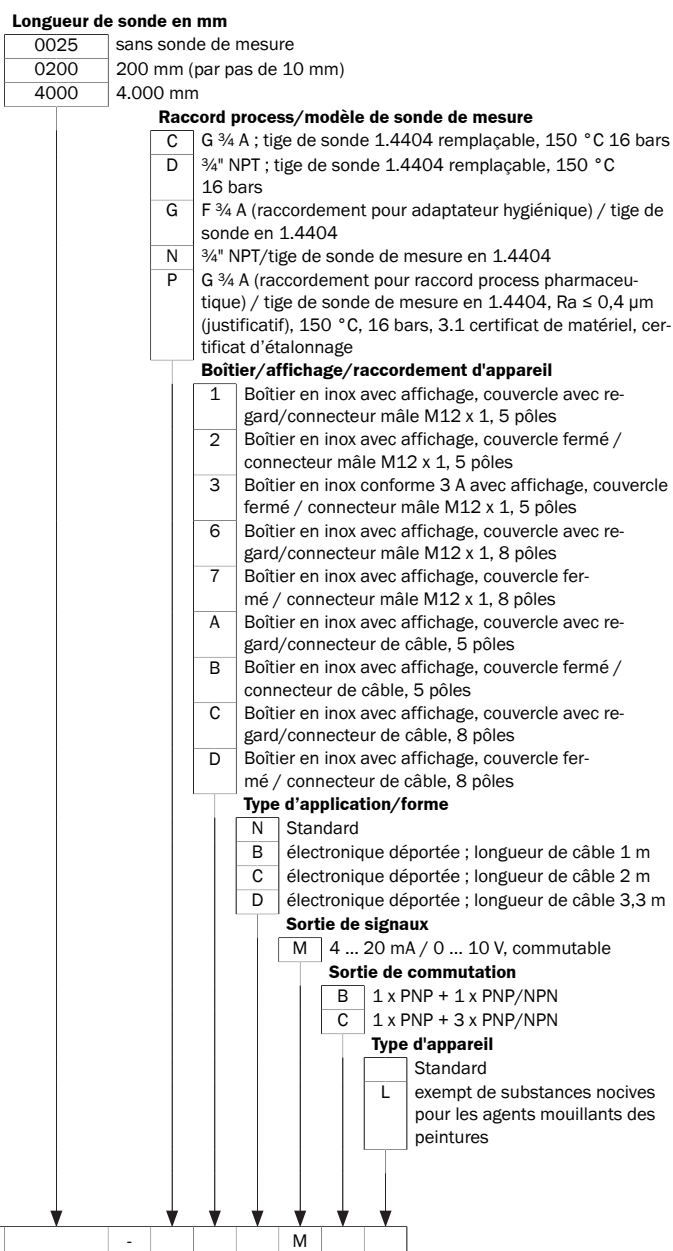 Longueur de sonde en mm
0025 sans sonde de mesure
0200 200 mm (par pas de 10 mm)
4000 4.000 mm
Raccord process/modèle de sonde de mesure
C G ¾ A ; tige de sonde 1.4404 remplaçable, 150 °C 16 bars
D ¾" NPT ; tige de sonde 1.4404 remplaçable, 150 °C
16 bars
G F ¾ A (raccordement pour adaptateur hygiénique) / tige de
sonde en 1.4404
N ¾" NPT/tige de sonde de mesure en 1.4404
P G ¾ A (raccordement pour raccord process pharmaceu-
tique) / tige de sonde de mesure en 1.4404, Ra ≤ 0,4 µm
(justificatif), 150 °C, 16 bars, 3.1 certificat de matériel, cer-
tificat d’étalonnage
Boîtier/affichage/raccordement d'appareil
1 Boîtier en inox avec affichage, couvercle avec re-
gard/connecteur mâle M12 x 1, 5 pôles
2 Boîtier en inox avec affichage, couvercle fermé /
connecteur mâle M12 x 1, 5 pôles
3 Boîtier en inox conforme 3 A avec affichage, couvercle
fermé / connecteur mâle M12 x 1, 5 pôles
6 Boîtier en inox avec affichage, couvercle avec re-
gard/connecteur mâle M12 x 1, 8 pôles
7 Boîtier en inox avec affichage, couvercle fer-
mé / connecteur mâle M12 x 1, 8 pôles
A Boîtier en inox avec affichage, couvercle avec re-
gard/connecteur de câble, 5 pôles
B Boîtier en inox avec affichage, couvercle fermé /
connecteur de câble, 5 pôles
C Boîtier en inox avec affichage, couvercle avec re-
gard/connecteur de câble, 8 pôles
D Boîtier en inox avec affichage, couvercle fer-
mé / connecteur de câble, 8 pôles
Type d’application/forme
N Standard
B électronique déportée ; longueur de câble 1 m
C électronique déportée ; longueur de câble 2 m
D électronique déportée ; longueur de câble 3,3 m
Sortie de signaux
M 4 ... 20 mA / 0 ... 10 V, commutable
Sortie de commutation
B 1 x PNP + 1 x PNP/NPN
C 1 x PNP + 3 x PNP/NPN
Type d'appareil
Standard
L exempt de substances nocives
pour les agents mouillants des
peintures
- M